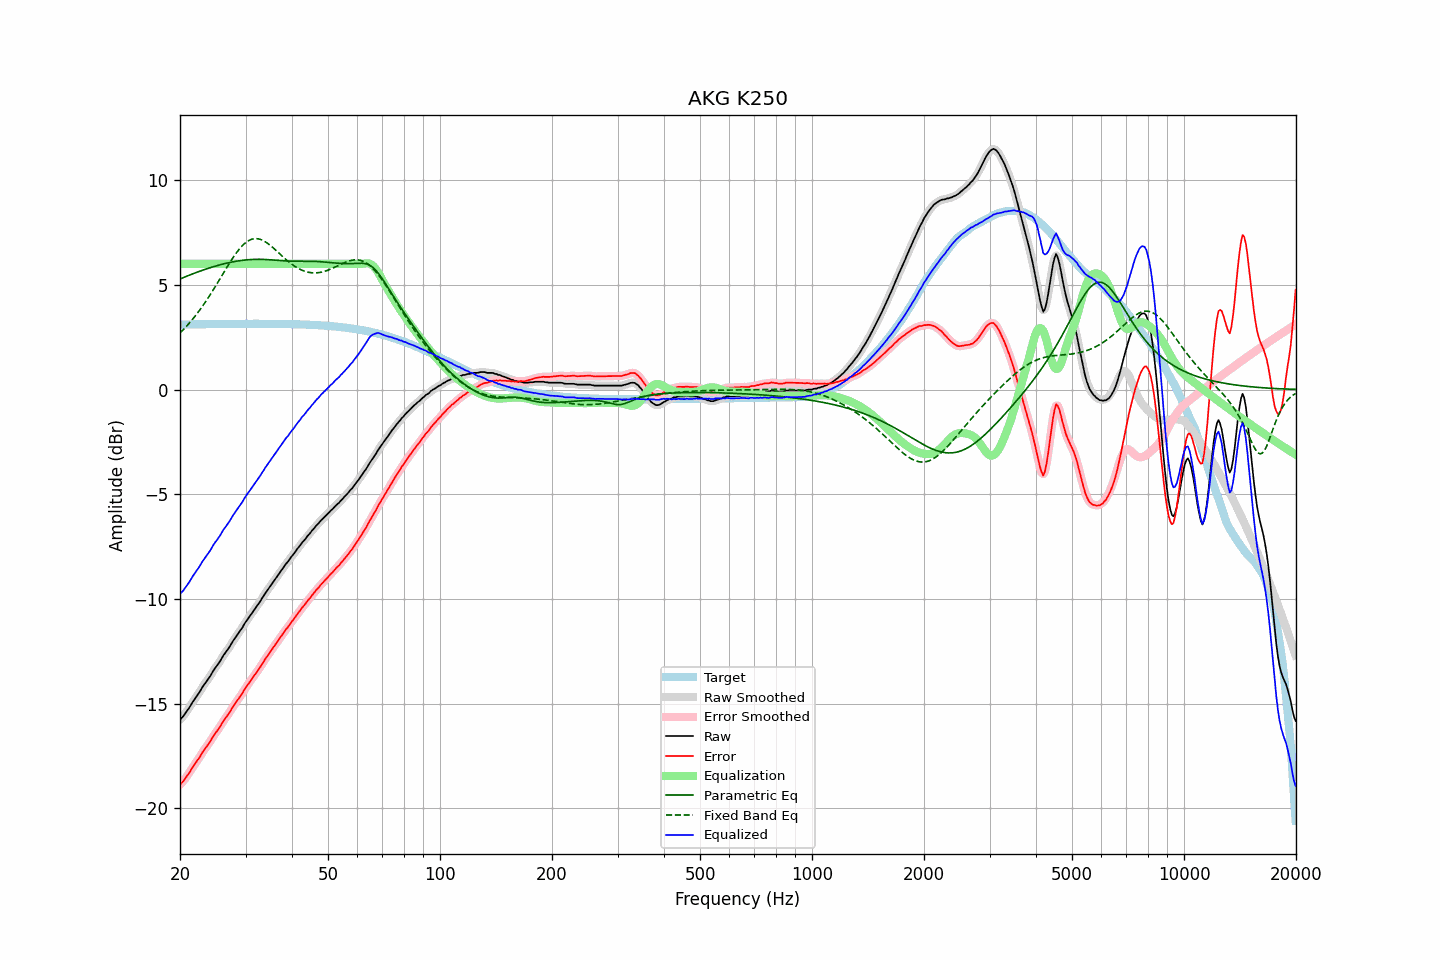 AKG K250
Amplitude (dBr)
10
5
0
−5
−10
−15
−20
Target
Raw Smoothed
Error Smoothed
Raw
Error
Equalization
Parametric Eq
Fixed Band Eq
Equalized
20
50
100
200
500
1000
2000
5000
10000
20000
Frequency (Hz)